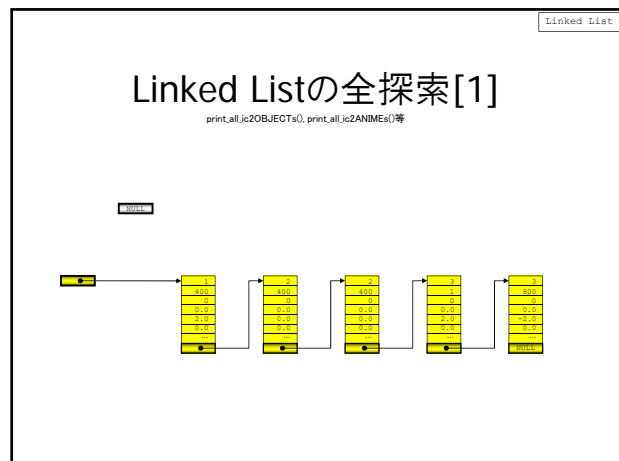 Linked List
Linked Listの全探索[1]
print_all_ic2OBJECTs(), print_all_ic2ANIMEs()等
NULL
1 2 2 3 3
400 400 400 1 800
0 0 0 0 0
0.0 0.0 0.0 0.0 0.0
2.0 0.0 0.0 2.0 -2.0
0.0 0.0 0.0 0.0 0.0
… … … … …
NULL